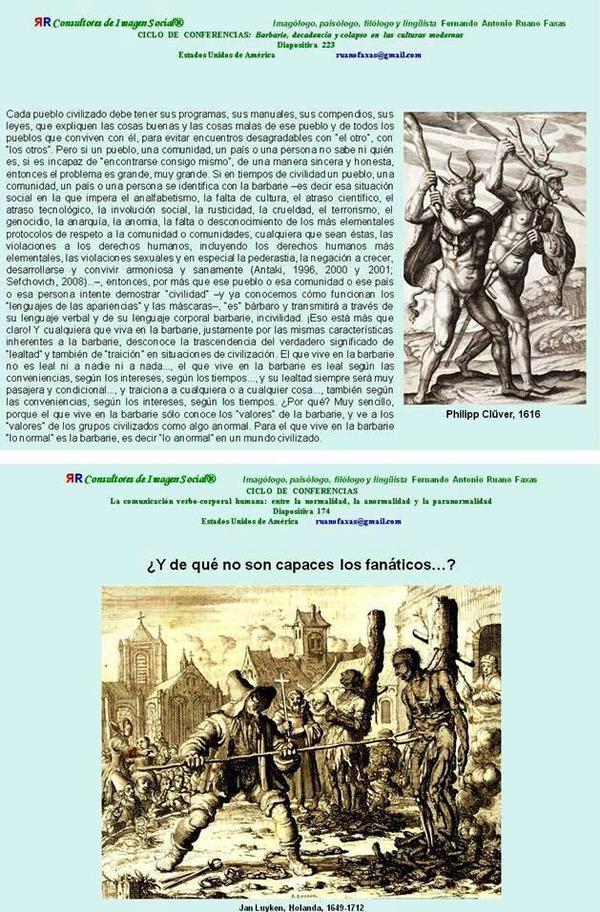 RR Consultores de Imagen Social® Imagólogo, paisólogo, filólogo y lingüista Fernando Antonio Ruano Faxas
CICLO DE CONFERENCIAS: Barbarie, decadencia y colapso en las culturas modernas
Diapositiva 223
Estados Unidos de América ruanofaxas@gmail.com
Cada pueblo civilizado debe tener sus programas, sus manuales, sus compendios, sus
leyes, que expliquen las cosas buenas y las cosas malas de ese pueblo y de todos los
pueblos que conviven con él, para evitar encuentros desagradables con "el otro", con
"los otros". Pero si un pueblo, una comunidad, un país o una persona no sabe ni quién
es, si es incapaz de "encontrarse consigo mismo", de una manera sincera y honesta,
entonces el problema es grande, muy grande. Si en tiempos de civilidad un pueblo, una
comunidad, un país o una persona se identifica con la barbarie –es decir esa situación
social en la que impera el analfabetismo, la falta de cultura, el atraso científico, el
atraso tecnológico, la involución social, la rusticidad, la crueldad, el terrorismo, el
genocidio, la anarquía, la anomia, la falta o desconocimiento de los más elementales
protocolos de respeto a la comunidad o comunidades, cualquiera que sean éstas, las
violaciones a los derechos humanos, incluyendo los derechos humanos más
elementales, las violaciones sexuales y en especial la pederastia, la negación a crecer,
desarrollarse y convivir armoniosa y sanamente (Antaki, 1996, 2000 y 2001;
Sefchovich, 2008)...–, entonces, por más que ese pueblo o esa comunidad o ese país
o esa persona intente demostrar "civilidad" –y ya conocemos cómo funcionan los
"lenguajes de las apariencias" y las máscaras–, "es" bárbaro y transmitirá a través de
su lenguaje verbal y de su lenguaje corporal barbarie, incivilidad. ¡Eso está más que
claro! Y cualquiera que viva en la barbarie, justamente por las mismas características
inherentes a la barbarie, desconoce la trascendencia del verdadero significado de
"lealtad" y también de "traición" en situaciones de civilización. El que vive en la barbarie
no es leal ni a nadie ni a nada..., el que vive en la barbarie es leal según las
conveniencias, según los intereses, según los tiempos..., y su lealtad siempre será muy
pasajera y condicional..., y traiciona a cualquiera o a cualquier cosa..., también según
las conveniencias, según los intereses, según los tiempos. ¿Por qué? Muy sencillo,
porque el que vive en la barbarie sólo conoce los "valores" de la barbarie, y ve a los
"valores" de los grupos civilizados como algo anormal. Para el que vive en la barbarie
"lo normal" es la barbarie, es decir "lo anormal" en un mundo civilizado.
Philipp Clüver, 1616
RR Consultores de Imagen Social® Imagólogo, paisólogo, filólogo y lingüista Fernando Antonio Ruano Faxas
CICLO DE CONFERENCIAS
La comunicación verbo-corporal humana: entre la normalidad, la anormalidad y la paranormalidad
Diapositiva 174
Estados Unidos de América ruanofaxas@gmail.com
¿Y de qué no son capaces los fanáticos...?
Jan Luyken, Holanda, 1649-1712